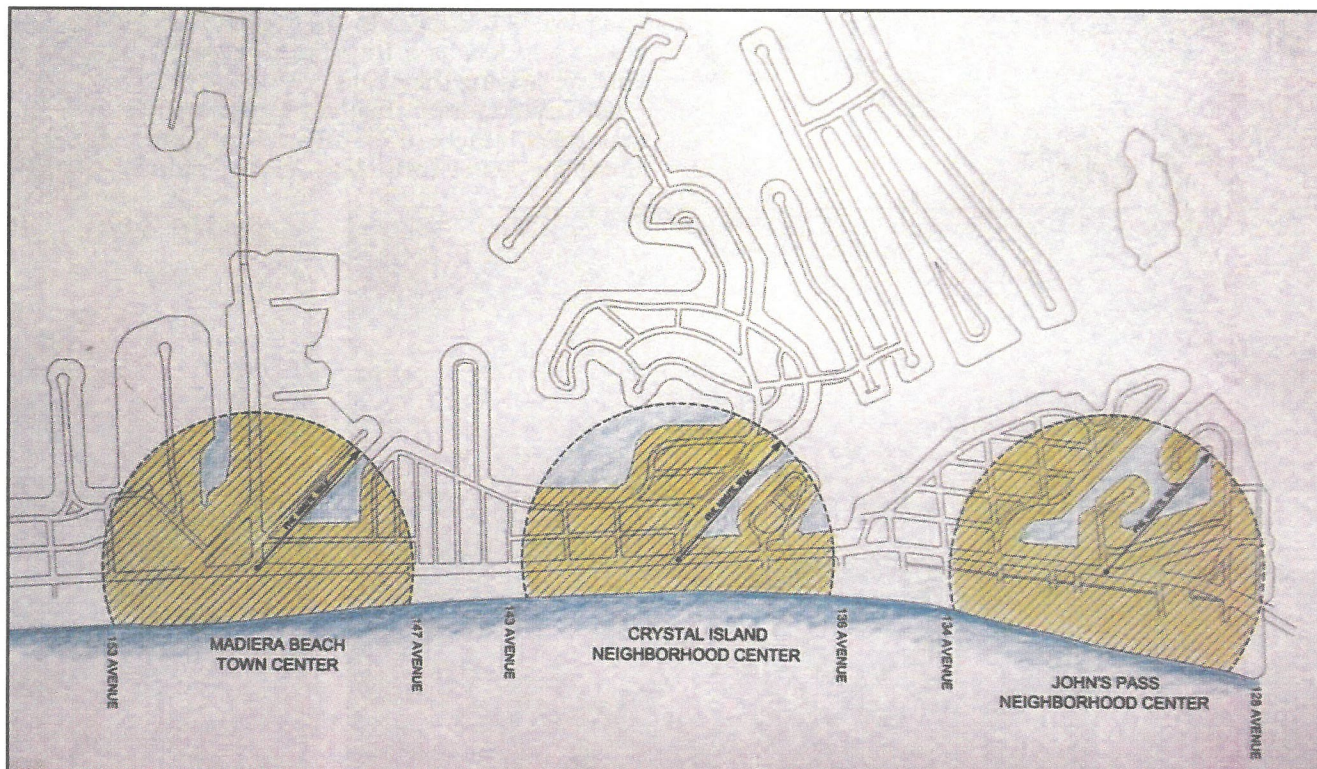 153 AVENUE
MADIERA BEACH
TOWN CENTER
147 AVENUE
143 AVENUE
CRYSTAL ISLAND
NEIGHBORHOOD CENTER
136 AVENUE
134 AVENUE
JOHN'S PASS
NEIGHBORHOOD CENTER
128 AVENUE